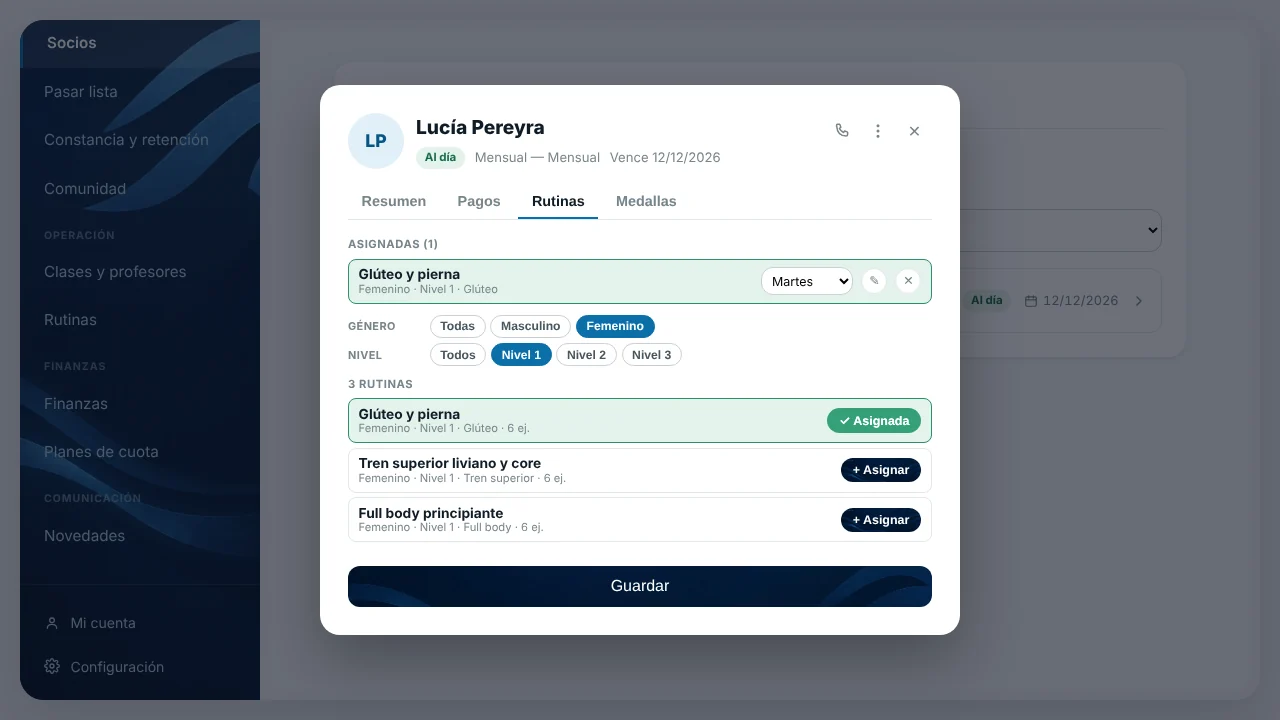 Socios
Pasar lista
Constancia y retención
Comunidad
OPERACIÓN
Clases y profesores
Rutinas
FINANZAS
Finanzas
Planes de cuota
COMUNICACIÓN
Novedades
Mi cuenta
Configuración
LP
Lucía Pereyra
Al día Mensual — Mensual Vence 12/12/2026
Resumen Pagos Rutinas Medallas
ASIGNADAS (1)
Glúteo y pierna
Femenino · Nivel 1 · Glúteo
Martes
GÉNERO Todas Masculino Femenino
NIVEL Todos Nivel 1 Nivel 2 Nivel 3
3 RUTINAS
Glúteo y pierna
Femenino · Nivel 1 · Glúteo · 6 ej.
✓ Asignada
Tren superior liviano y core
Femenino · Nivel 1 · Tren superior · 6 ej.
+ Asignar
Full body principiante
Femenino · Nivel 1 · Full body · 6 ej.
+ Asignar
Guardar
Al día 12/12/2026